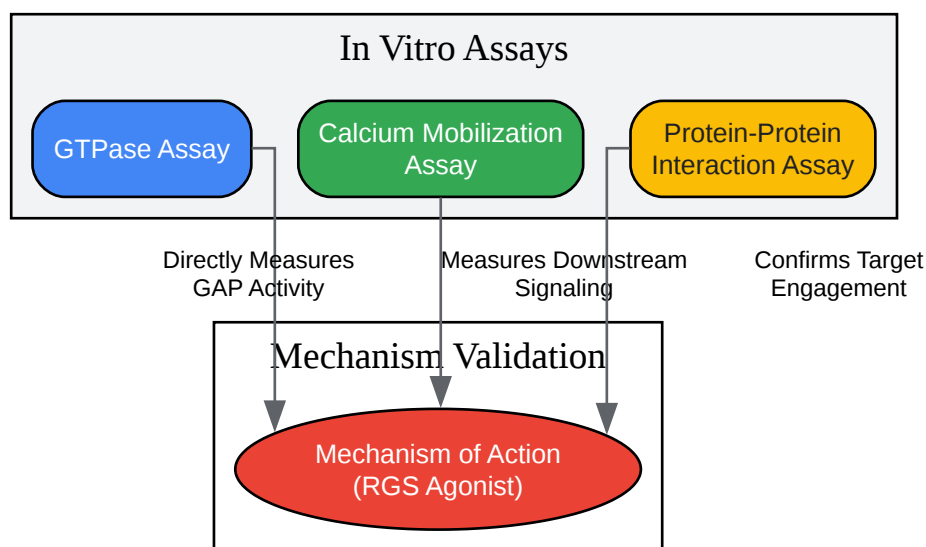 In Vitro Assays
GTPase Assay
Calcium Mobilization
Assay
Protein-Protein
Interaction Assay
Directly Measures
GAP Activity
Measures Downstream
Signaling
Confirms Target
Engagement
Mechanism Validation
Mechanism of Action
(RGS Agonist)